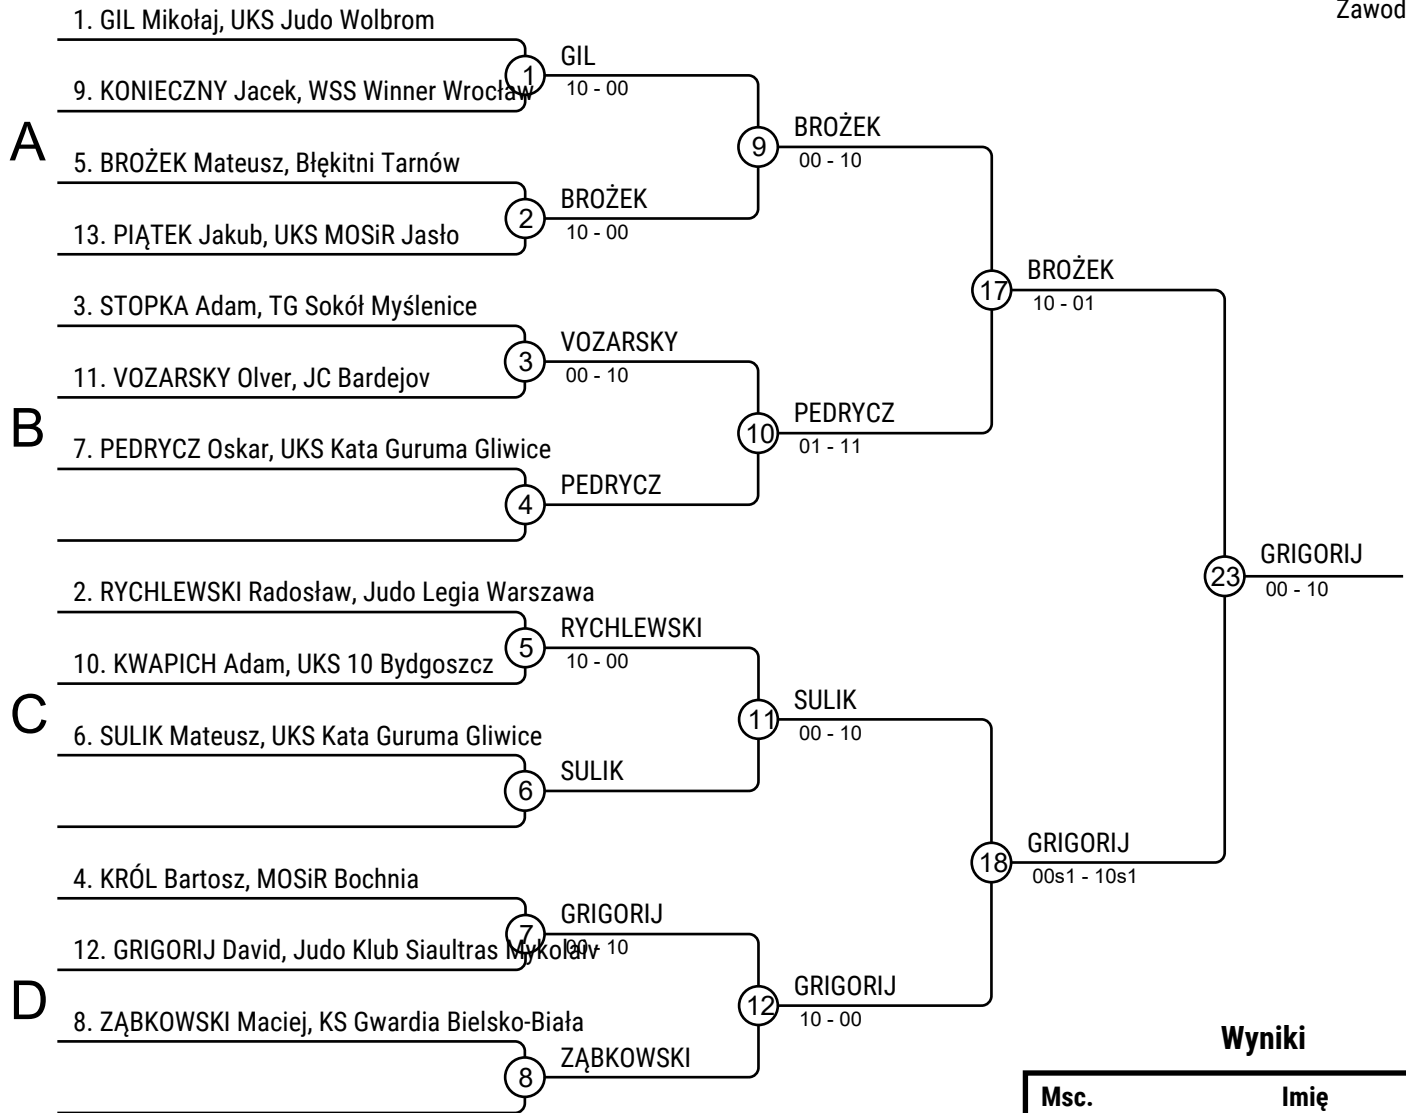 Zawod
1. GIL Mikołaj, UKS Judo Wolbrom
1
GIL
10 - 00
9. KONIECZNY Jacek, WSS Winner Wrocław
A
9
BROŻEK
00 - 10
5. BROŻEK Mateusz, Błękitni Tarnów
2
BROŻEK
10 - 00
13. PIĄTEK Jakub, UKS MOSiR Jasło
17
BROŻEK
10 - 01
3. STOPKA Adam, TG Sokół Myślenice
3
VOZARSKY
00 - 10
11. VOZARSKY Olver, JC Bardejov
B
10
PEDRYCZ
01 - 11
7. PEDRYCZ Oskar, UKS Kata Guruma Gliwice
4
PEDRYCZ
23
GRIGORIJ
00 - 10
2. RYCHLEWSKI Radosław, Judo Legia Warszawa
5
RYCHLEWSKI
10 - 00
10. KWAPICH Adam, UKS 10 Bydgoszcz
C
11
SULIK
00 - 10
6. SULIK Mateusz, UKS Kata Guruma Gliwice
6
SULIK
18
GRIGORIJ
00s1 - 10s1
4. KRÓL Bartosz, MOSiR Bochnia
7
GRIGORIJ
00 - 10
12. GRIGORIJ David, Judo Klub Siaultras Mykolaiv
D
12
GRIGORIJ
10 - 00
8. ZĄBKOWSKI Maciej, KS Gwardia Bielsko-Biała
8
ZĄBKOWSKI
Wyniki
Msc. Imię